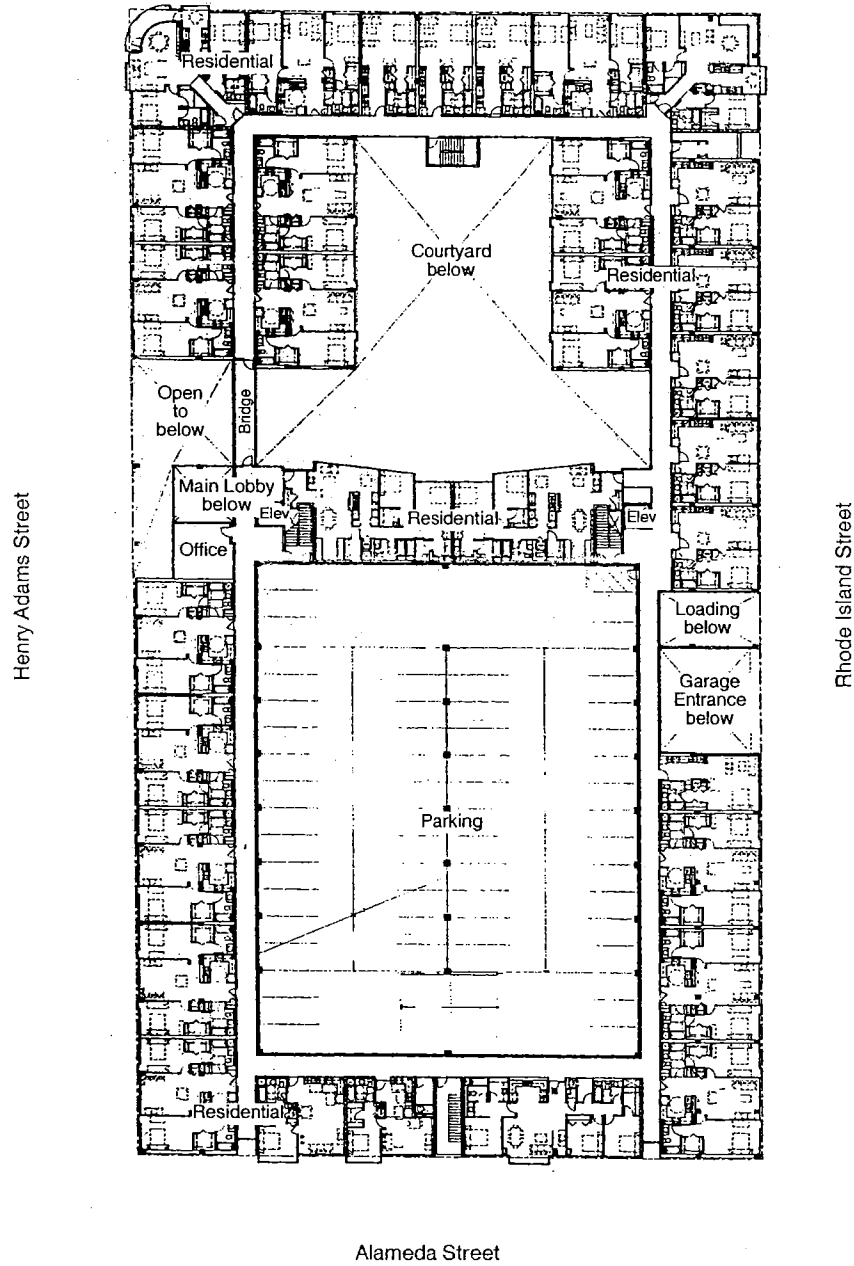 Residential
Courtyard
below
Residential
Open
to
below
Bridge
Main Lobby
below
Elev
Residential
Elev
Office
Henry Adams Street
Rhode Island Street
Loading
below
Garage
Entrance
below
Parking
Residential
Alameda Street